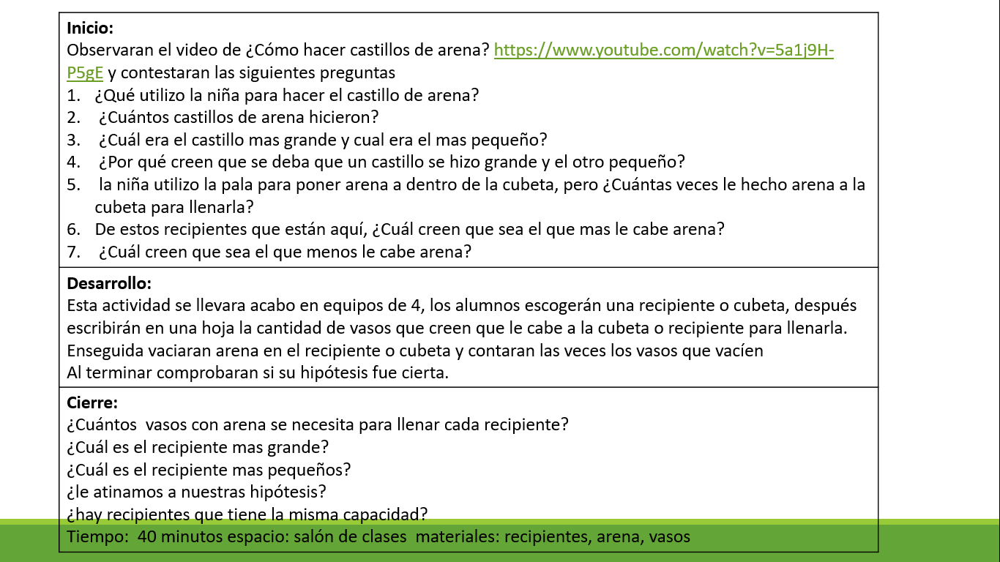 Inicio:
Observaran el video de ¿Cómo hacer castillos de arena? https://www.youtube.com/watch?v=5a1j9H-
P5gE y contestaran las siguientes preguntas
1. ¿Qué utilizo la niña para hacer el castillo de arena?
2. ¿Cuántos castillos de arena hicieron?
3. ¿Cuál era el castillo mas grande y cual era el mas pequeño?
4. ¿Por qué creen que se deba que un castillo se hizo grande y el otro pequeño?
5. la niña utilizo la pala para poner arena a dentro de la cubeta, pero ¿Cuántas veces le hecho arena a la
cubeta para llenarla?
6. De estos recipientes que están aquí, ¿Cuál creen que sea el que mas le cabe arena?
7. ¿Cuál creen que sea el que menos le cabe arena?
Desarrollo:
Esta actividad se llevara acabo en equipos de 4, los alumnos escogerán una recipiente o cubeta, después
escribirán en una hoja la cantidad de vasos que creen que le cabe a la cubeta o recipiente para llenarla.
Enseguida vaciaran arena en el recipiente o cubeta y contaran las veces los vasos que vacíen
Al terminar comprobaran si su hipótesis fue cierta.
Cierre:
¿Cuántos  vasos con arena se necesita para llenar cada recipiente?
¿Cuál es el recipiente mas grande?
¿Cuál es el recipiente mas pequeños?
¿le atinamos a nuestras hipótesis?
¿hay recipientes que tiene la misma capacidad?
Tiempo:  40 minutos espacio: salón de clases  materiales: recipientes, arena, vasos